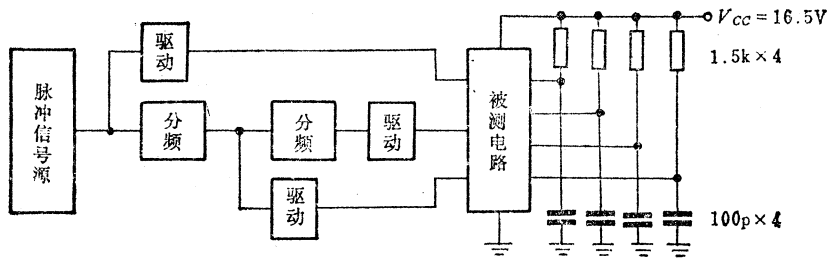 脉冲信号源
驱动
分频
分频
驱动
驱动
被测电路
V_CC = 16.5V
1.5k×4
100p×4